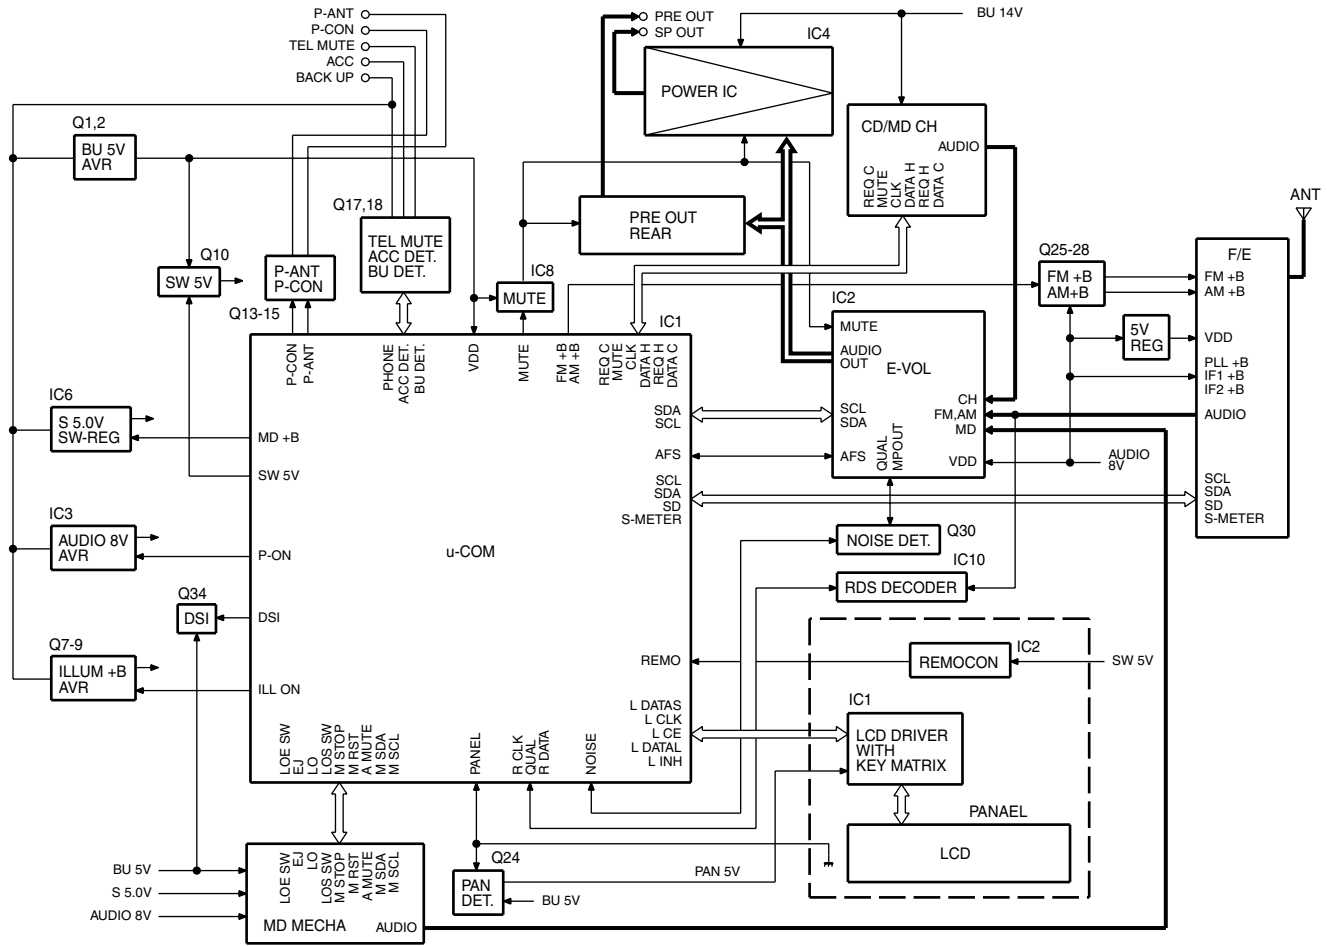 P-ANT
P-CON
TEL MUTE
ACC
BACK UP
PRE OUT
SP OUT
IC4
POWER IC
BU 14V
CD/MD CH
AUDIO
REQ C
MUTE
CLK
DATA H
REQ H
DATA C
Q1,2
BU 5V
AVR
Q10
SW 5V
P-ANT
P-CON
Q13-15
Q17,18
TEL MUTE
ACC DET.
BU DET.
PRE OUT
REAR
IC8
MUTE
Q25-28
FM +B
AM+B
5V
REG
ANT
F/E
FM +B
AM +B
VDD
PLL +B
IF1 +B
IF2 +B
AUDIO
SCL
SDA
SD
S-METER
IC2
MUTE
AUDIO
OUT
E-VOL
SCL
SDA
AFS
QUAL
MPOUT
CH
FM,AM
MD
VDD
AUDIO
8V
IC1
P-CON
P-ANT
PHONE
ACC DET.
BU DET.
VDD
MUTE
FM +B
AM +B
REQ C
MUTE
CLK
DATA H
REQ H
DATA C
SDA
SCL
AFS
SCL
SDA
SD
S-METER
u-COM
MD +B
SW 5V
P-ON
DSI
ILL ON
REMO
L DATAS
L CLK
L CE
L DATAL
L INH
LOE SW
EJ
LO
LOS SW
M STOP
M RST
A MUTE
M SDA
M SCL
PANEL
R CLK
QUAL
R DATA
NOISE
IC6
S 5.0V
SW-REG
IC3
AUDIO 8V
AVR
Q34
DSI
Q7-9
ILLUM +B
AVR
NOISE DET.
Q30
IC10
RDS DECODER
REMOCON
IC2
SW 5V
IC1
LCD DRIVER
WITH
KEY MATRIX
PANAEL
LCD
Q24
PAN
DET.
PAN 5V
BU 5V
BU 5V
S 5.0V
AUDIO 8V
LOE SW
EJ
LO
LOS SW
M STOP
M RST
A MUTE
M SDA
M SCL
MD MECHA
AUDIO